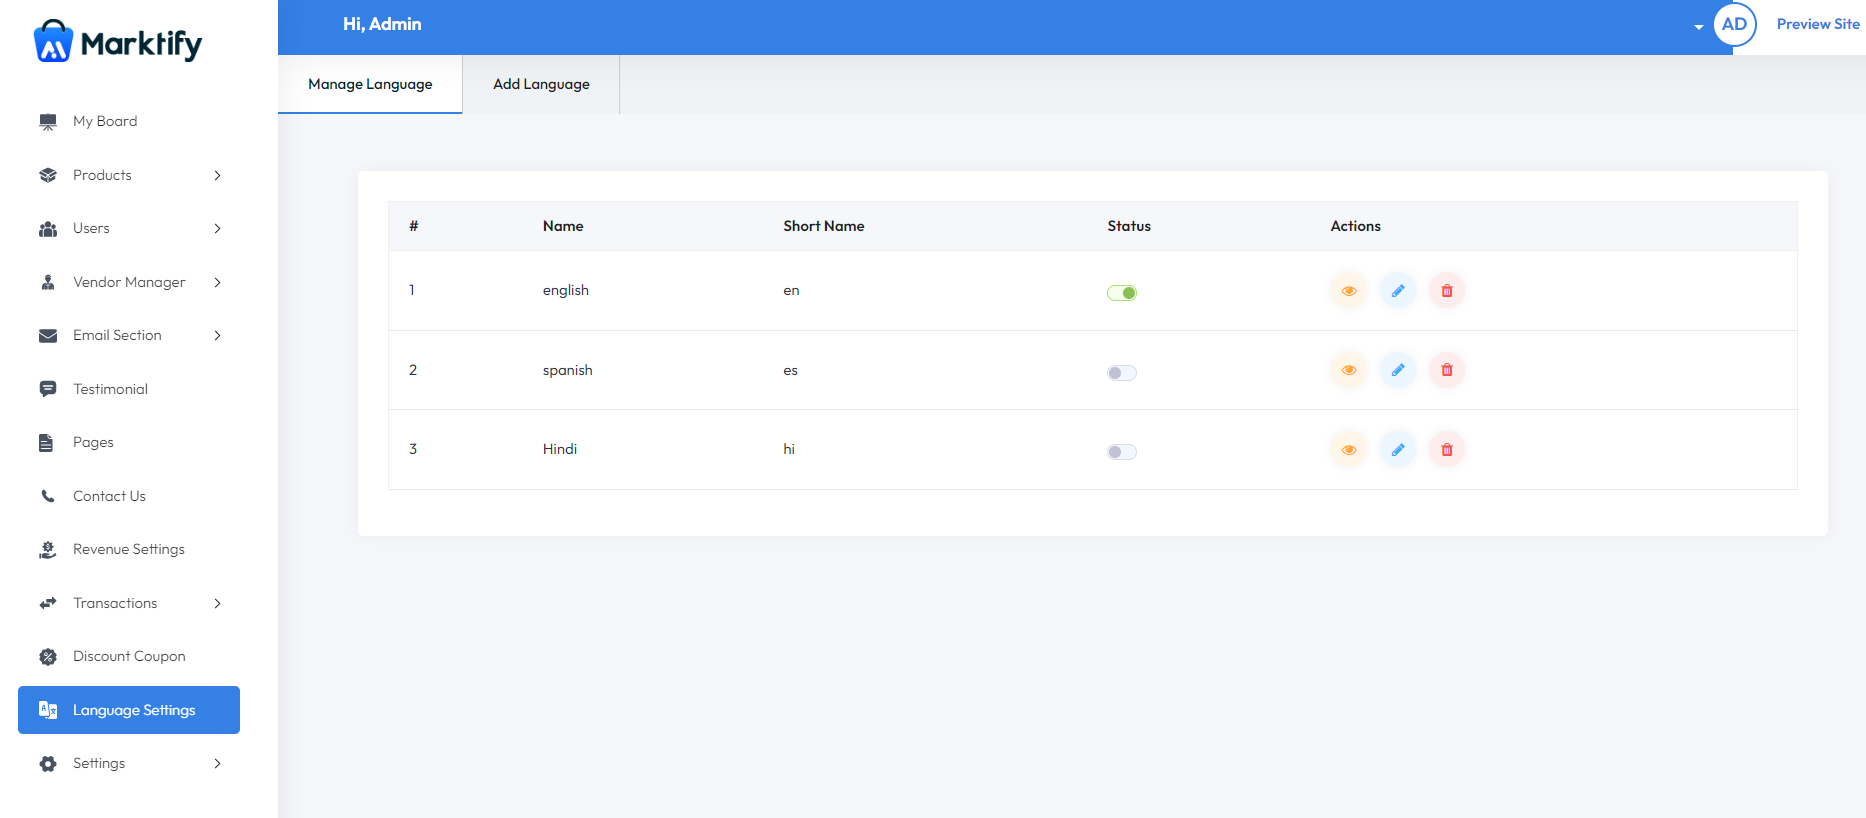 Marktify
Hi, Admin
AD
Preview Site
My Board
Products
Users
Vendor Manager
Email Section
Testimonial
Pages
Contact Us
Revenue Settings
Transactions
Discount Coupon
Language Settings
Settings
Manage Language
Add Language
# Name Short Name Status Actions
1 english en
2 spanish es
3 Hindi hi